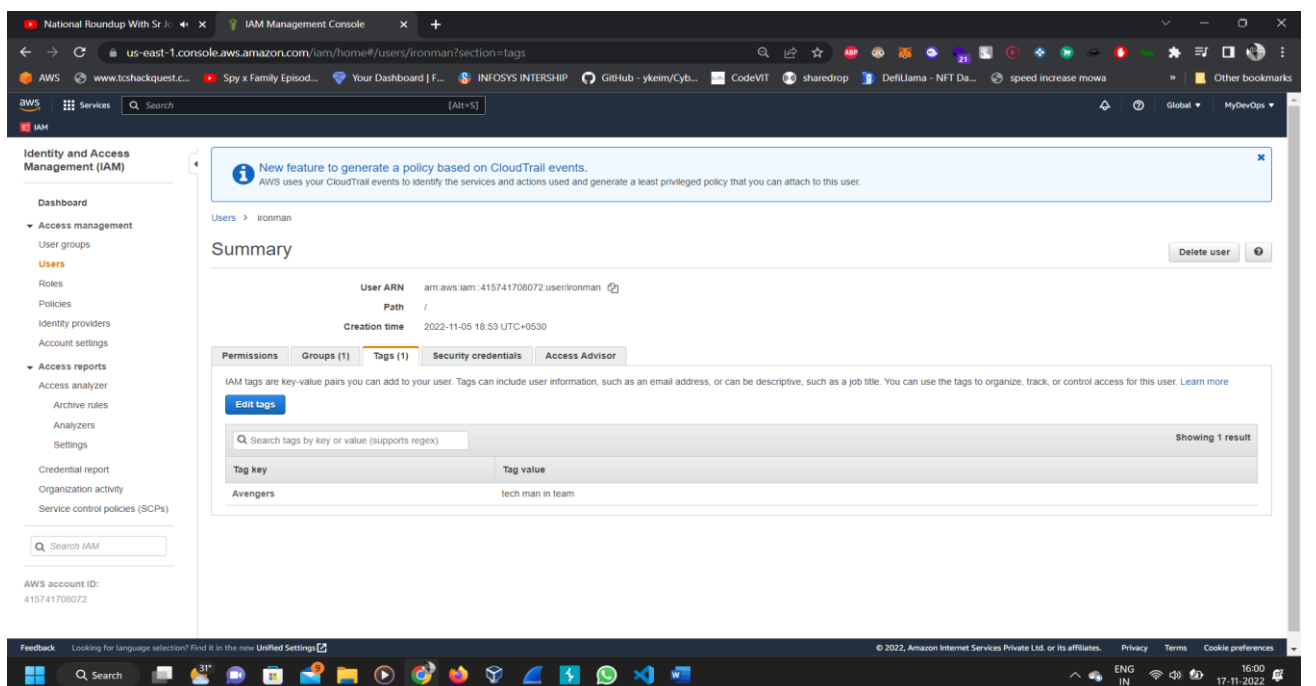 National Roundup With Sr Jo
IAM Management Console
us-east-1.console.aws.amazon.com/iam/home#/users/ironman?section=tags
ABP
21
AWS
www.tcshackquest.c...
Spy x Family Episod...
Your Dashboard | F...
INFOSYS INTERSHIP
GitHub - ykeim/Cyb...
CodeVIT
sharedrop
DefiLlama - NFT Da...
speed increase mowa
»
Other bookmarks
aws
Services
Search
[Alt+S]
Global
MyDevOps
IAM
Identity and Access
Management (IAM)
Dashboard
Access management
User groups
Users
Roles
Policies
Identity providers
Account settings
Access reports
Access analyzer
Archive rules
Analyzers
Settings
Credential report
Organization activity
Service control policies (SCPs)
Search IAM
AWS account ID:
415741708072
New feature to generate a policy based on CloudTrail events.
AWS uses your CloudTrail events to identify the services and actions used and generate a least privileged policy that you can attach to this user.
Users > ironman
Summary
Delete user
User ARN arn:aws:iam::415741708072:user/ironman
Path /
Creation time 2022-11-05 18:53 UTC+0530
Permissions Groups (1) Tags (1) Security credentials Access Advisor
IAM tags are key-value pairs you can add to your user. Tags can include user information, such as an email address, or can be descriptive, such as a job title. You can use the tags to organize, track, or control access for this user. Learn more
Edit tags
Search tags by key or value (supports regex)
Showing 1 result
Tag key Tag value
Avengers tech man in team
Feedback Looking for language selection? Find it in the new Unified Settings
© 2022, Amazon Internet Services Private Ltd. or its affiliates. Privacy Terms Cookie preferences
Search
31°
9
ENG
IN
16:00
17-11-2022